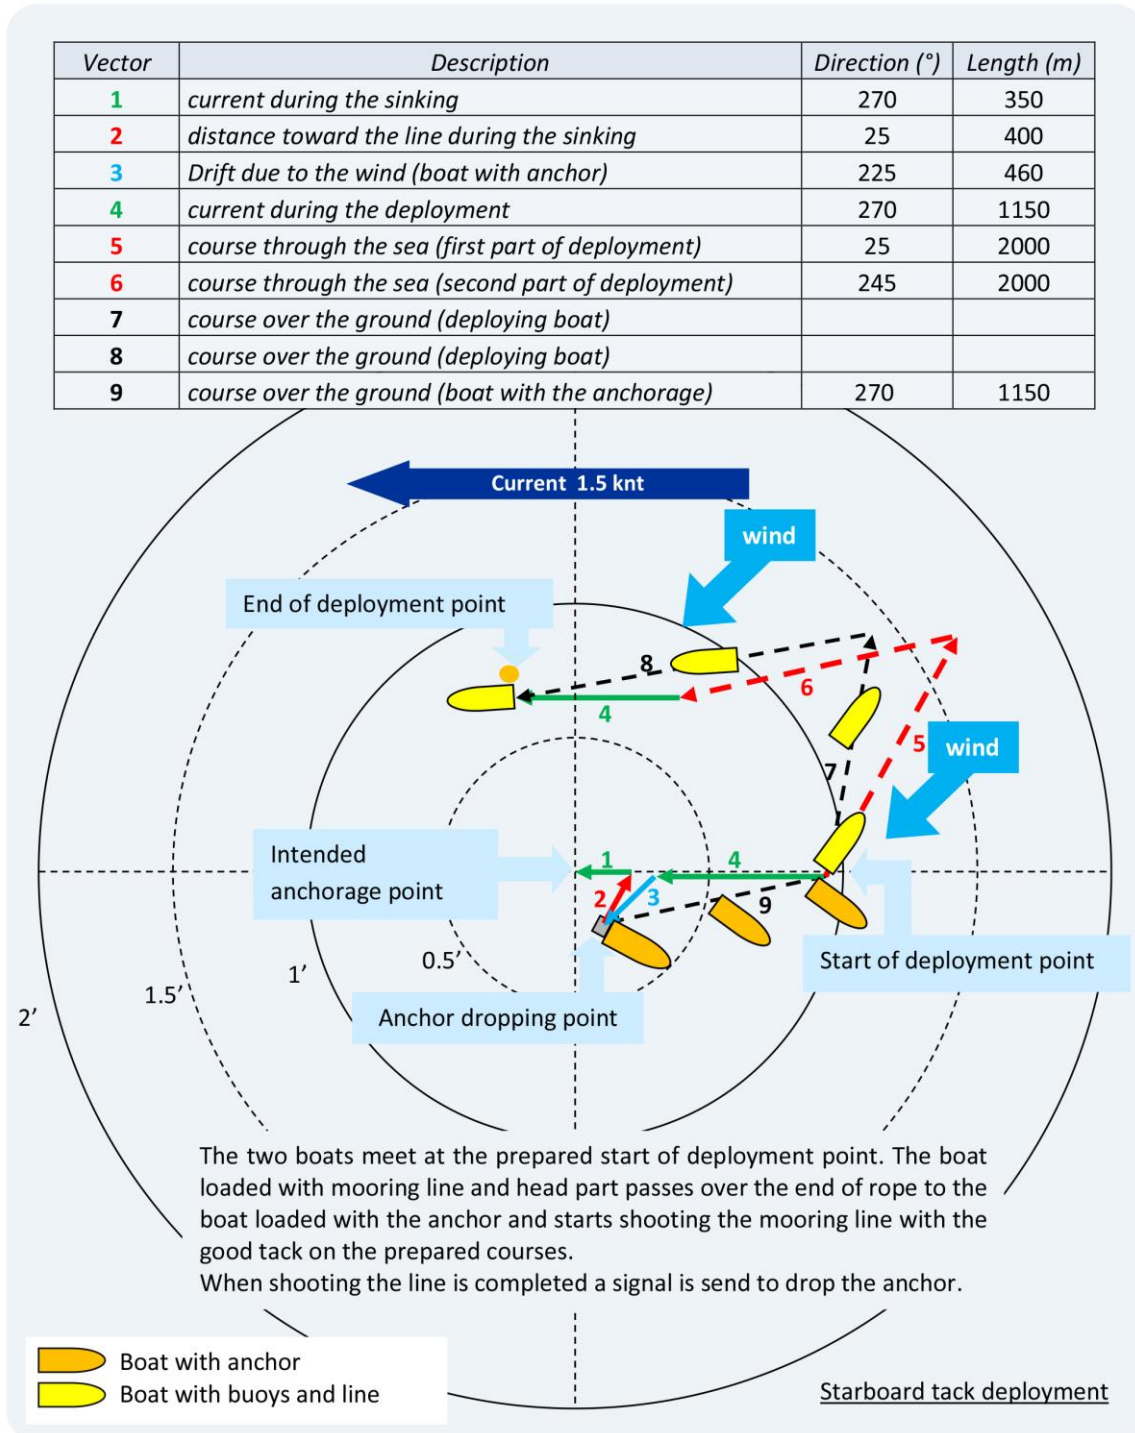 Vector Description Direction (°) Length (m)
1 current during the sinking 270 350
2 distance toward the line during the sinking 25 400
3 Drift due to the wind (boat with anchor) 225 460
4 current during the deployment 270 1150
5 course through the sea (first part of deployment) 25 2000
6 course through the sea (second part of deployment) 245 2000
7 course over the ground (deploying boat)
8 course over the ground (deploying boat)
9 course over the ground (boat with the anchorage) 270 1150
Current 1.5 knt
wind
End of deployment point
8
6
4
5
wind
7
Intended
anchorage point
1
4
2
3
9
0.5’
1’
1.5’
2’
Start of deployment point
Anchor dropping point
The two boats meet at the prepared start of deployment point. The boat
loaded with mooring line and head part passes over the end of rope to the
boat loaded with the anchor and starts shooting the mooring line with the
good tack on the prepared courses.
When shooting the line is completed a signal is send to drop the anchor.
Boat with anchor
Boat with buoys and line
Starboard tack deployment